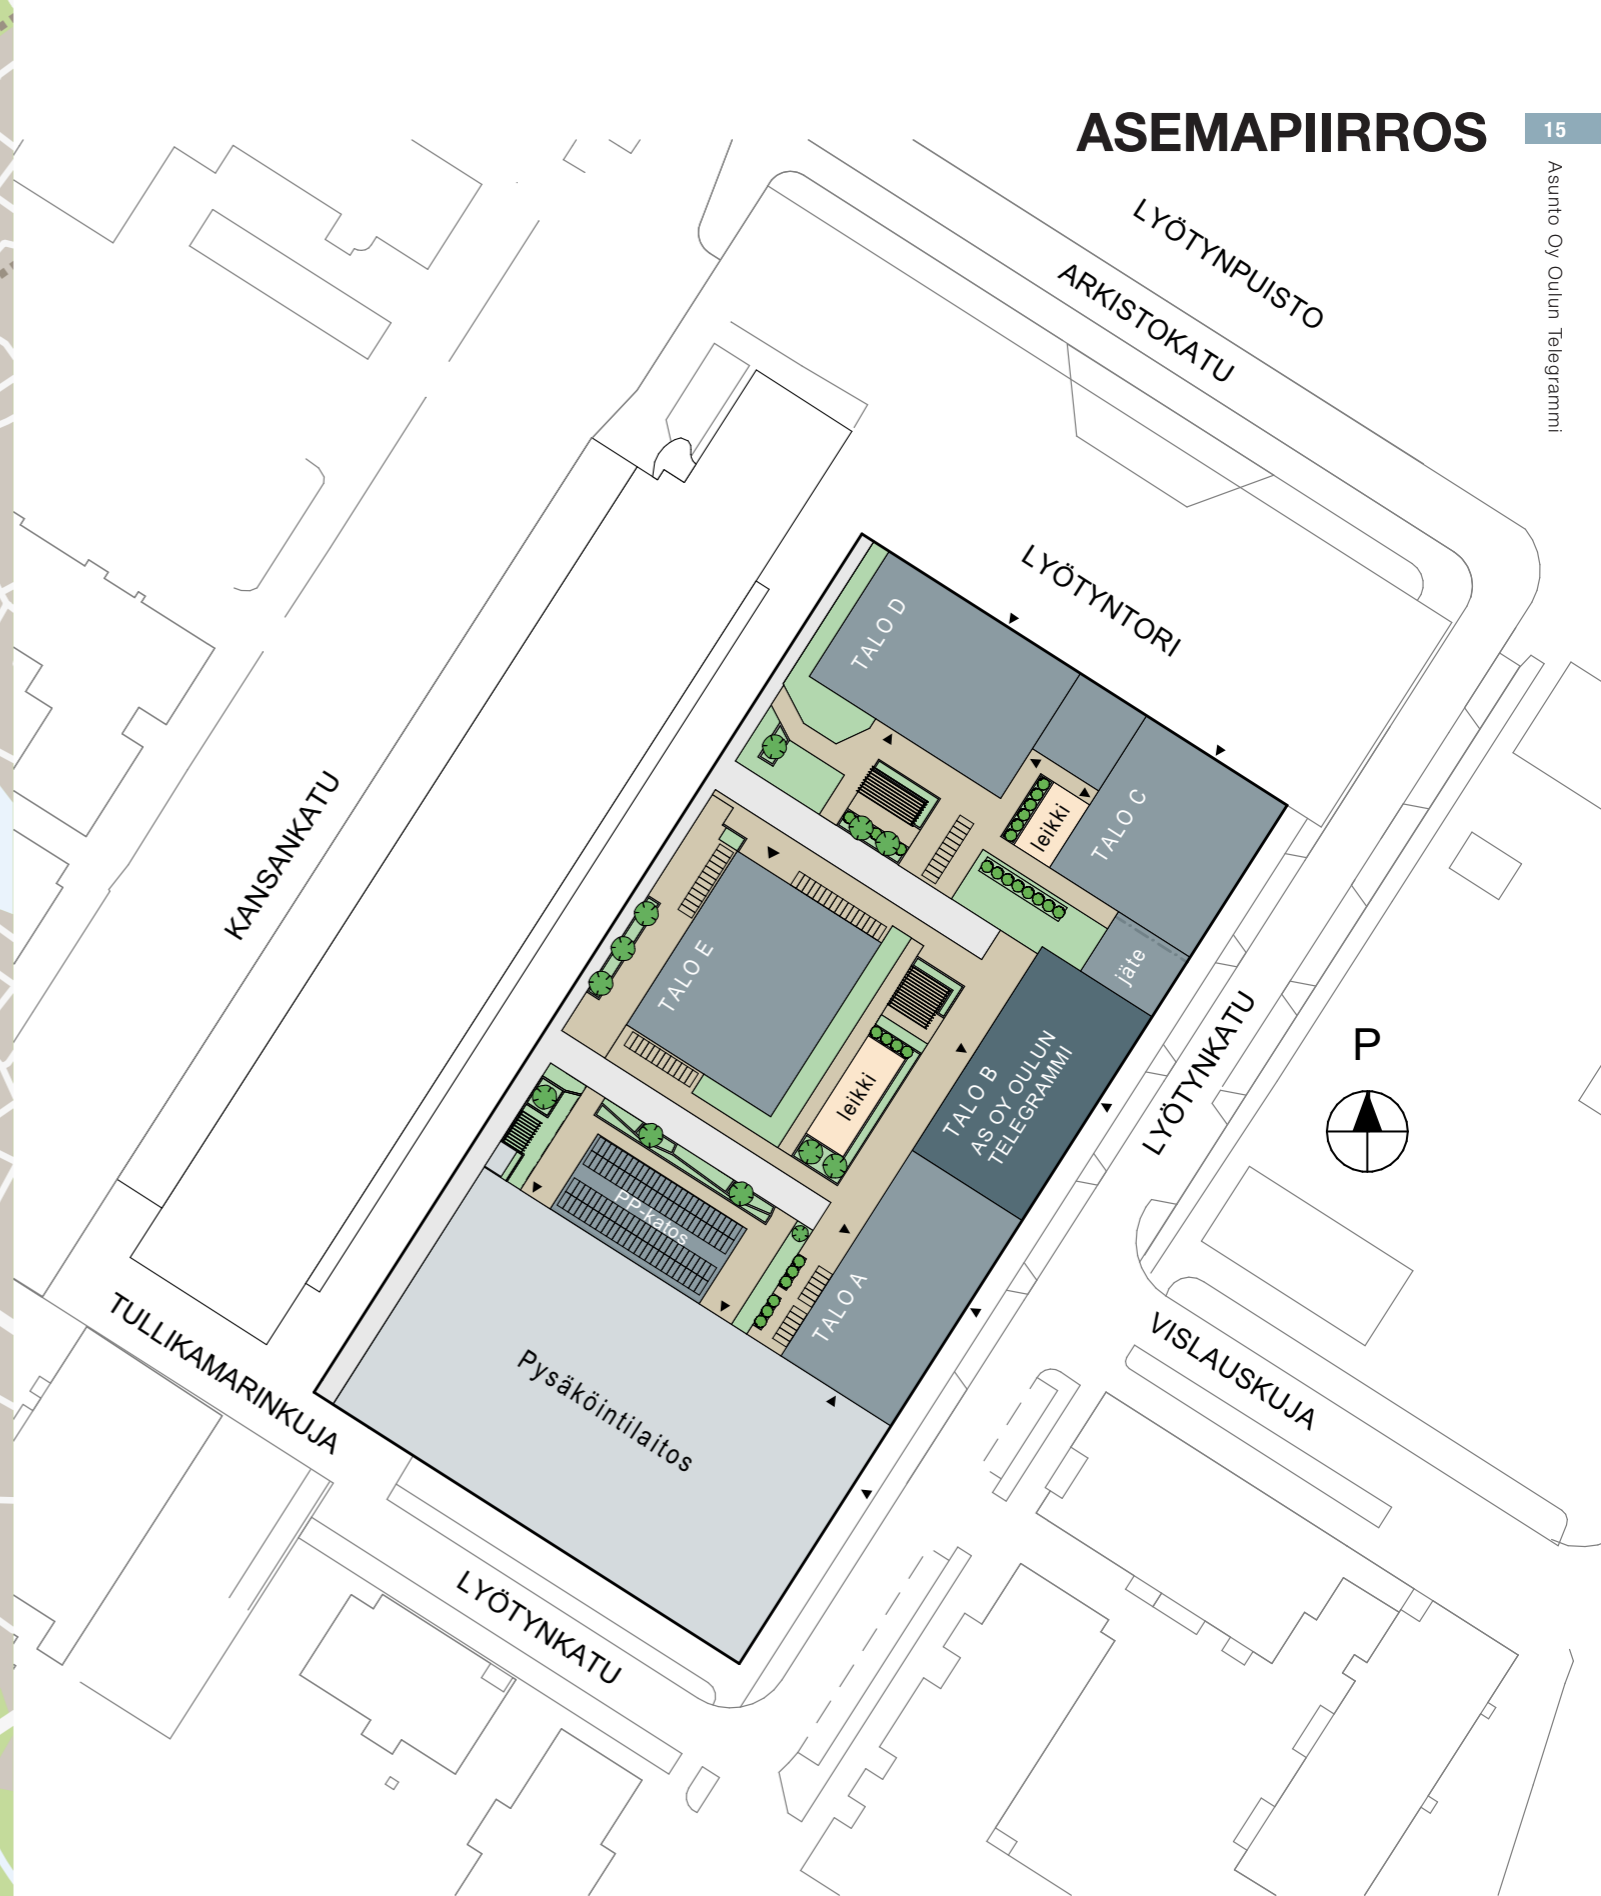 ASEMAPIIRROS
15
Asunto Oy Oulun Telegrammi
LYÖTYNPUISTO
ARKISTOKATU
LYÖTYNTORI
TALO D
TALO C
leikki
KANSANKATU
TALO E
jäte
leikki
TALO B
AS OY OULUN
TELEGRAMMI
LYÖTYNKATU
P
PP-katos
TALO A
TULLIKAMARINKUJA
VISLAUSKUJA
Pysäköintilaitos
LYÖTYNKATU